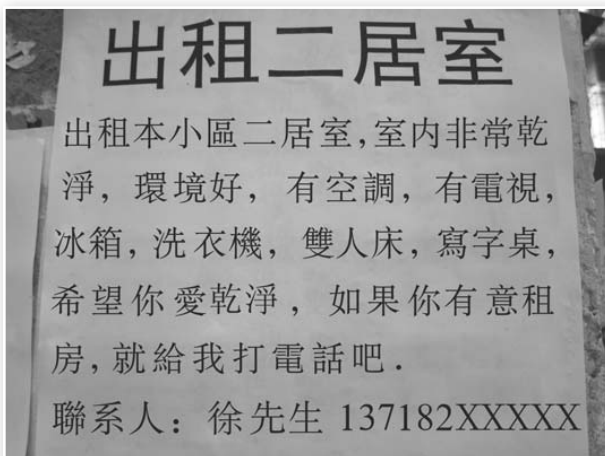 出租二居室
出租本小區二居室,室内非常乾
淨，環境好，有空調，有電視，
冰箱,洗衣機，雙人床，寫字桌，
希望你愛乾淨，如果你有意租
房,就給我打電話吧.
聯系人：徐先生 137182XXXXX